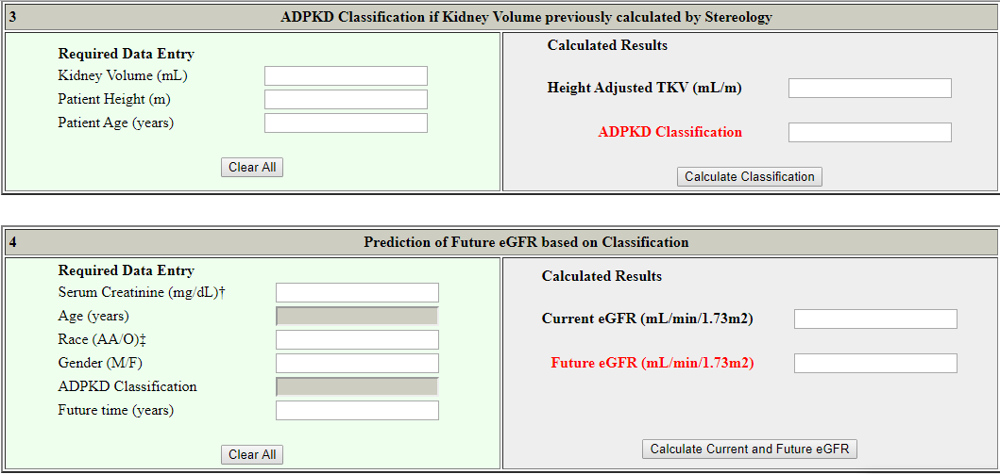 3 ADPKD Classification if Kidney Volume previously calculated by Stereology
Required Data Entry
Kidney Volume (mL)
Patient Height (m)
Patient Age (years)
Clear All
Calculated Results
Height Adjusted TKV (mL/m)
ADPKD Classification
Calculate Classification
4 Prediction of Future eGFR based on Classification
Required Data Entry
Serum Creatinine (mg/dL)†
Age (years)
Race (AA/O)‡
Gender (M/F)
ADPKD Classification
Future time (years)
Clear All
Calculated Results
Current eGFR (mL/min/1.73m2)
Future eGFR (mL/min/1.73m2)
Calculate Current and Future eGFR